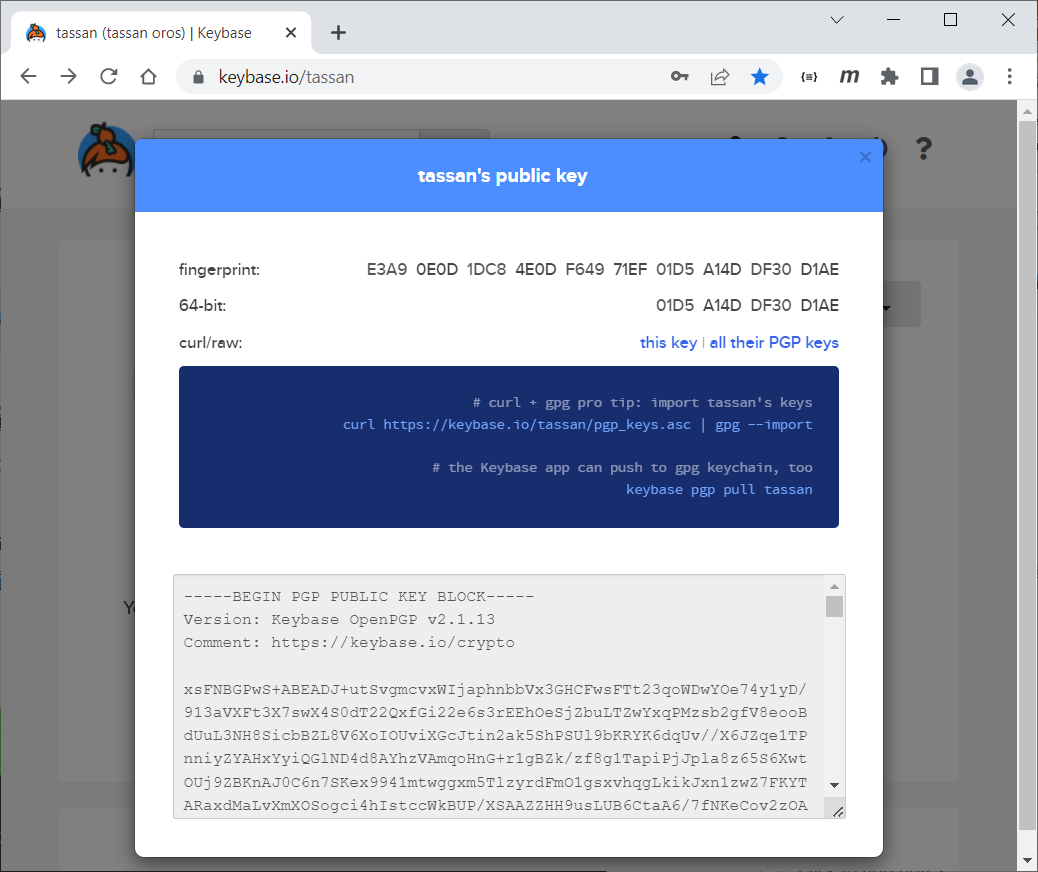 tassan (tassan oros) | Keybase
keybase.io/tassan
tassan's public key
fingerprint: E3A9 0E0D 1DC8 4E0D F649 71EF 01D5 A14D DF30 D1AE
64-bit: 01D5 A14D DF30 D1AE
curl/raw: this key | all their PGP keys
# curl + gpg pro tip: import tassan's keys
curl https://keybase.io/tassan/pgp_keys.asc | gpg --import
# the Keybase app can push to gpg keychain, too
keybase pgp pull tassan
-----BEGIN PGP PUBLIC KEY BLOCK-----
Version: Keybase OpenPGP v2.1.13
Comment: https://keybase.io/crypto
xsFNBGPwS+ABEADJ+utSvgmcvxWIjaphnbbVx3GHCFwsFTt23qoWDwYOe74y1yD/
913aVXFt3X7swX4S0dT22QxfGi22e6s3rEEhOeSjZbuLTZwYxqPMzsb2gfV8eooB
dUuL3NH8SicbBZL8V6XoIOUviXGcJtin2ak5ShPSUl9bKRYK6dqUv//X6JZqe1TP
nniyZYAHxYyiQGlND4d8AYhzVAmqoHnG+r1gBZk/zf8g1TapiPjJpla8z65S6Xwt
OUj9ZBKnAJ0C6n7SKex9941mtwggxm5TlzyrdFmO1gsxvhqgLkikJxn1zwZ7FKYT
ARaxdMaLvXmXOSogci4hIstccWkBUP/XSAAZZHH9usLUB6CtaA6/7fNKeCov2zOA